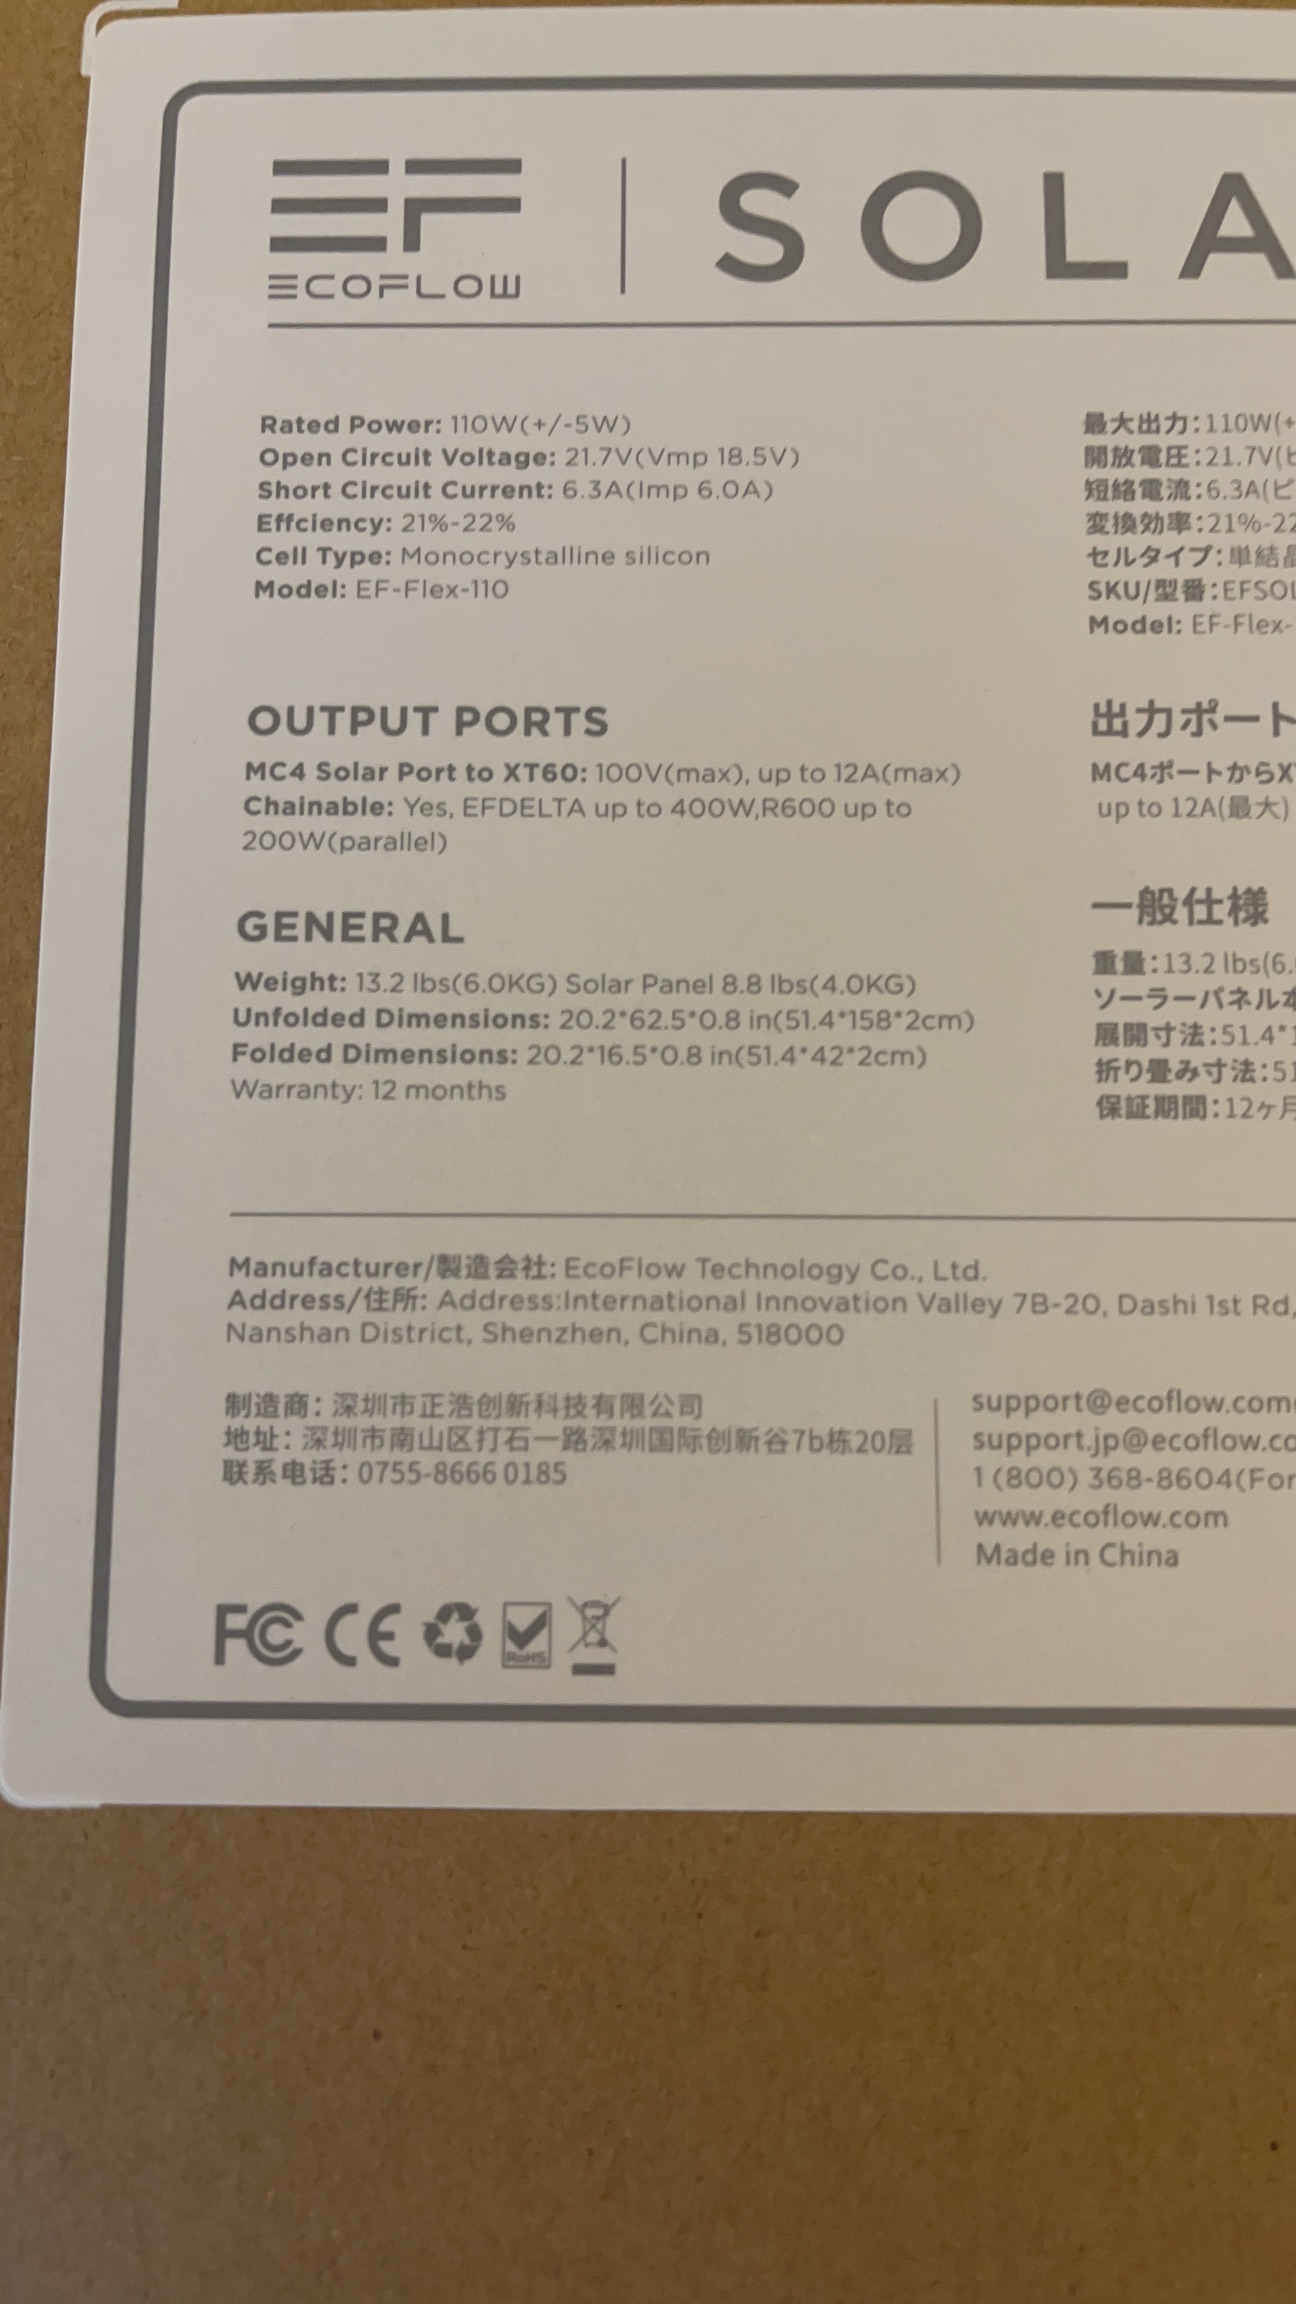 EF
ECOFLOW
SOLA
Rated Power: 110W(+/-5W)
Open Circuit Voltage: 21.7V(Vmp 18.5V)
Short Circuit Current: 6.3A(Imp 6.0A)
Effciency: 21%-22%
Cell Type: Monocrystalline silicon
Model: EF-Flex-110
最大出力:110W(+
開放電圧:21.7V(ピ
短絡電流:6.3A(ピ
変換効率:21%-22
セルタイプ:単結晶
SKU/型番:EFSOL
Model: EF-Flex-
OUTPUT PORTS
MC4 Solar Port to XT60: 100V(max), up to 12A(max)
Chainable: Yes, EFDELTA up to 400W,R600 up to
200W(parallel)
出力ポート
MC4ポートからXT
up to 12A(最大)
GENERAL
Weight: 13.2 lbs(6.0KG) Solar Panel 8.8 lbs(4.0KG)
Unfolded Dimensions: 20.2*62.5*0.8 in(51.4*158*2cm)
Folded Dimensions: 20.2*16.5*0.8 in(51.4*42*2cm)
Warranty: 12 months
一般仕様
重量:13.2 lbs(6.
ソーラーパネル本
展開寸法:51.4*1
折り畳み寸法:51
保証期間:12ヶ月
Manufacturer/製造会社: EcoFlow Technology Co., Ltd.
Address/住所: Address:International Innovation Valley 7B-20, Dashi 1st Rd,
Nanshan District, Shenzhen, China, 518000
制造商: 深圳市正浩创新科技有限公司
地址: 深圳市南山区打石一路深圳国际创新谷7b栋20层
联系电话: 0755-8666 0185
support@ecoflow.com(
support.jp@ecoflow.co
1 (800) 368-8604(For
www.ecoflow.com
Made in China
FC CE RoHS